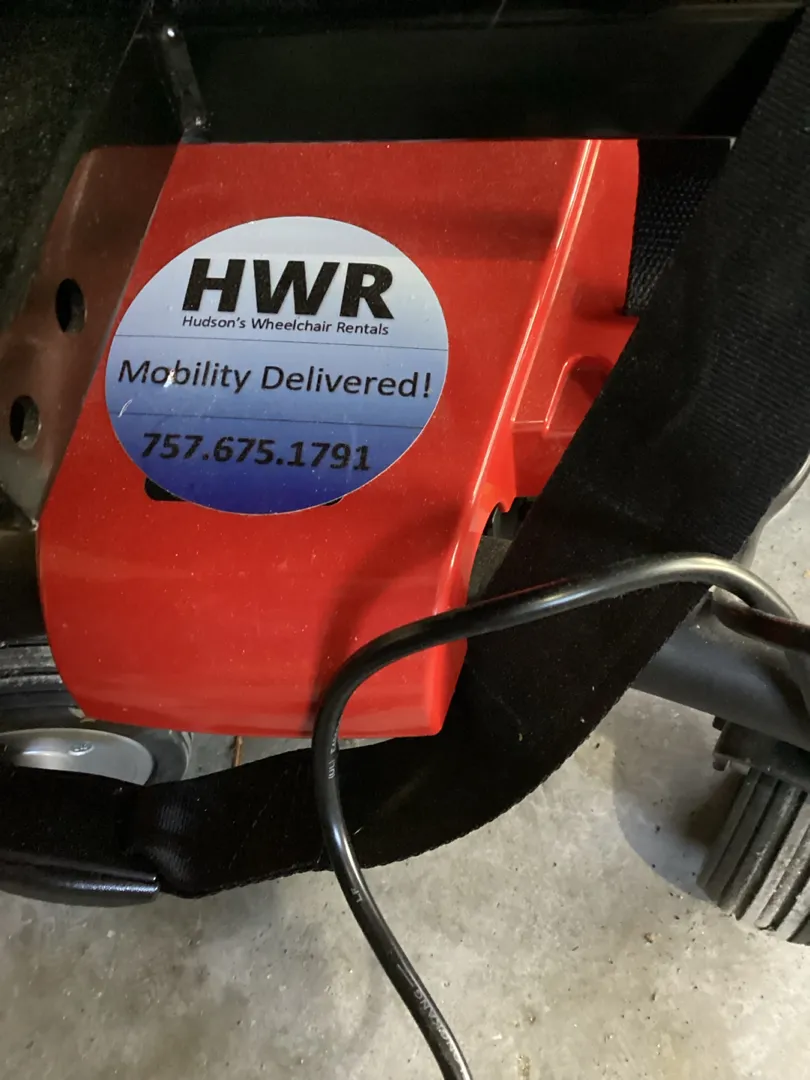 HWR
Hudson's Wheelchair Rentals
Mobility Delivered!
757.675.1791